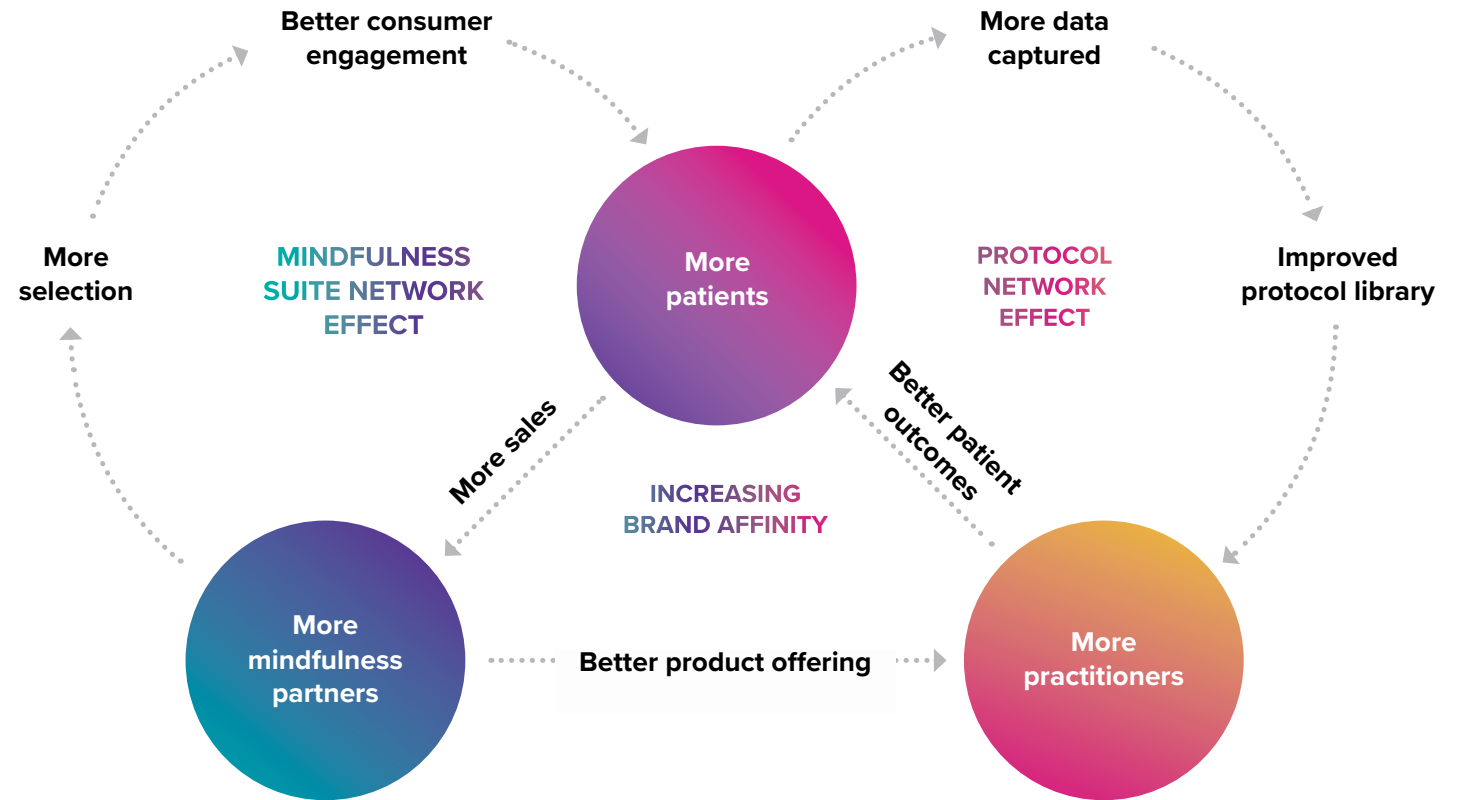 Better consumer
engagement
More data
captured
More
selection
MINDFULNESS
SUITE NETWORK
EFFECT
More
patients
PROTOCOL
NETWORK
EFFECT
Improved
protocol library
More sales
Better patient
outcomes
INCREASING
BRAND AFFINITY
More
mindfulness
partners
Better product offering
More
practitioners